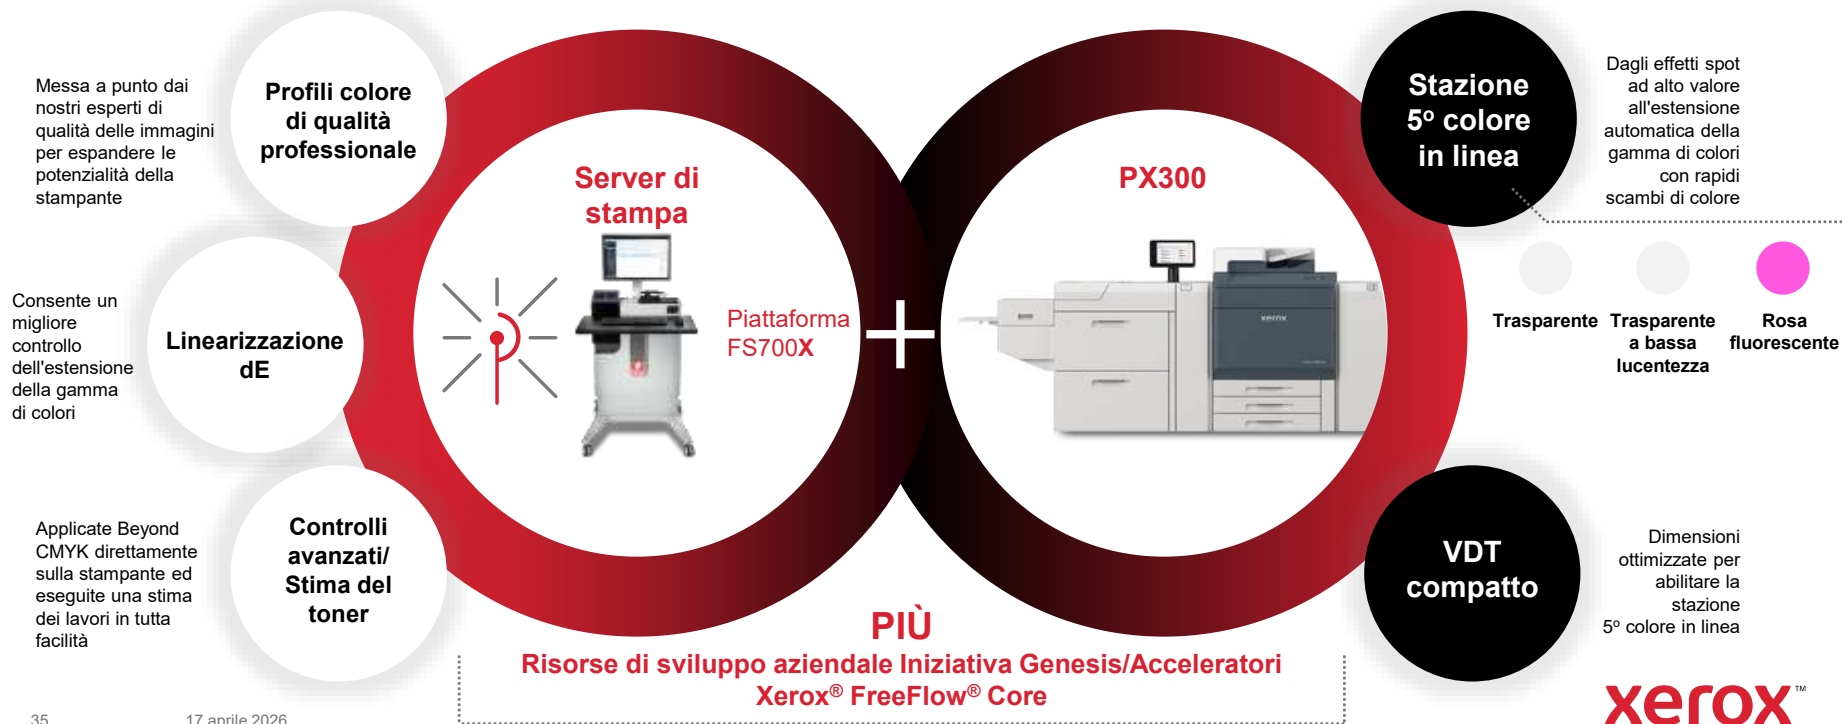 Messa a punto dai
nostri esperti di
qualità delle immagini
per espandere le
potenzialità della
stampante
Profili colore
di qualità
professionale
Consente un
migliore
controllo
dell'estensione
della gamma
di colori
Linearizzazione
dE
Applicate Beyond
CMYK direttamente
sulla stampante ed
eseguite una stima
dei lavori in tutta
facilità
Controlli
avanzati/
Stima del
toner
Server di
stampa
Piattaforma
FS700X
+
PX300
xerox
Stazione
5º colore
in linea
Dagli effetti spot
ad alto valore
all'estensione
automatica della
gamma di colori
con rapidi
scambi di colore
Trasparente
Trasparente
a bassa
lucentezza
Rosa
fluorescente
VDT
compatto
Dimensioni
ottimizzate per
abilitare la
stazione
5º colore in linea
PIÙ
Risorse di sviluppo aziendale Iniziativa Genesis/Acceleratori
Xerox® FreeFlow® Core
35
17 aprile 2026
xerox™